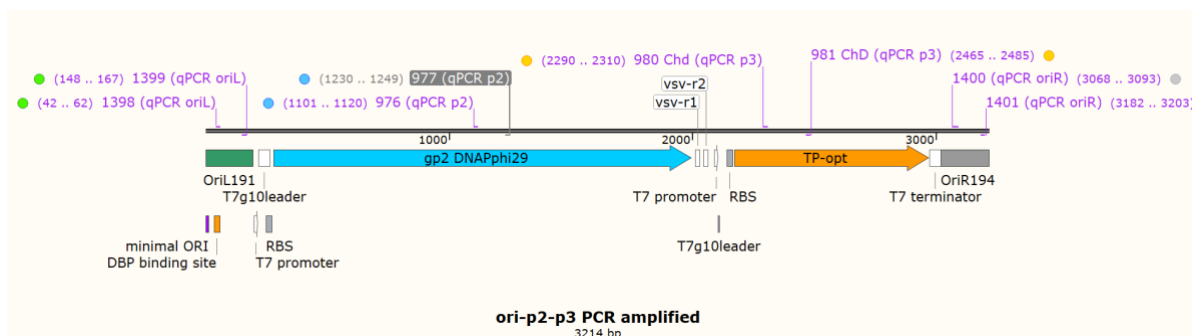 (2290 .. 2310) 980 Chd (qPCR p3)
981 ChD (qPCR p3) (2465 .. 2485)
(148 .. 167) 1399 (qPCR oriL)
(1230 .. 1249) 977 (qPCR p2)
1400 (qPCR oriR) (3068 .. 3093)
vsv-r2
(42 .. 62) 1398 (qPCR oriL)
(1101 .. 1120) 976 (qPCR p2)
vsv-r1
1401 (qPCR oriR) (3182 .. 3203)
1000
2000
3000
gp2 DNAPphi29
TP-opt
OriL191
OriR194
T7g10leader
T7 promoter
RBS
T7 terminator
minimal ORI
RBS
T7g10leader
DBP binding site
T7 promoter
ori-p2-p3 PCR amplified
3214 bp